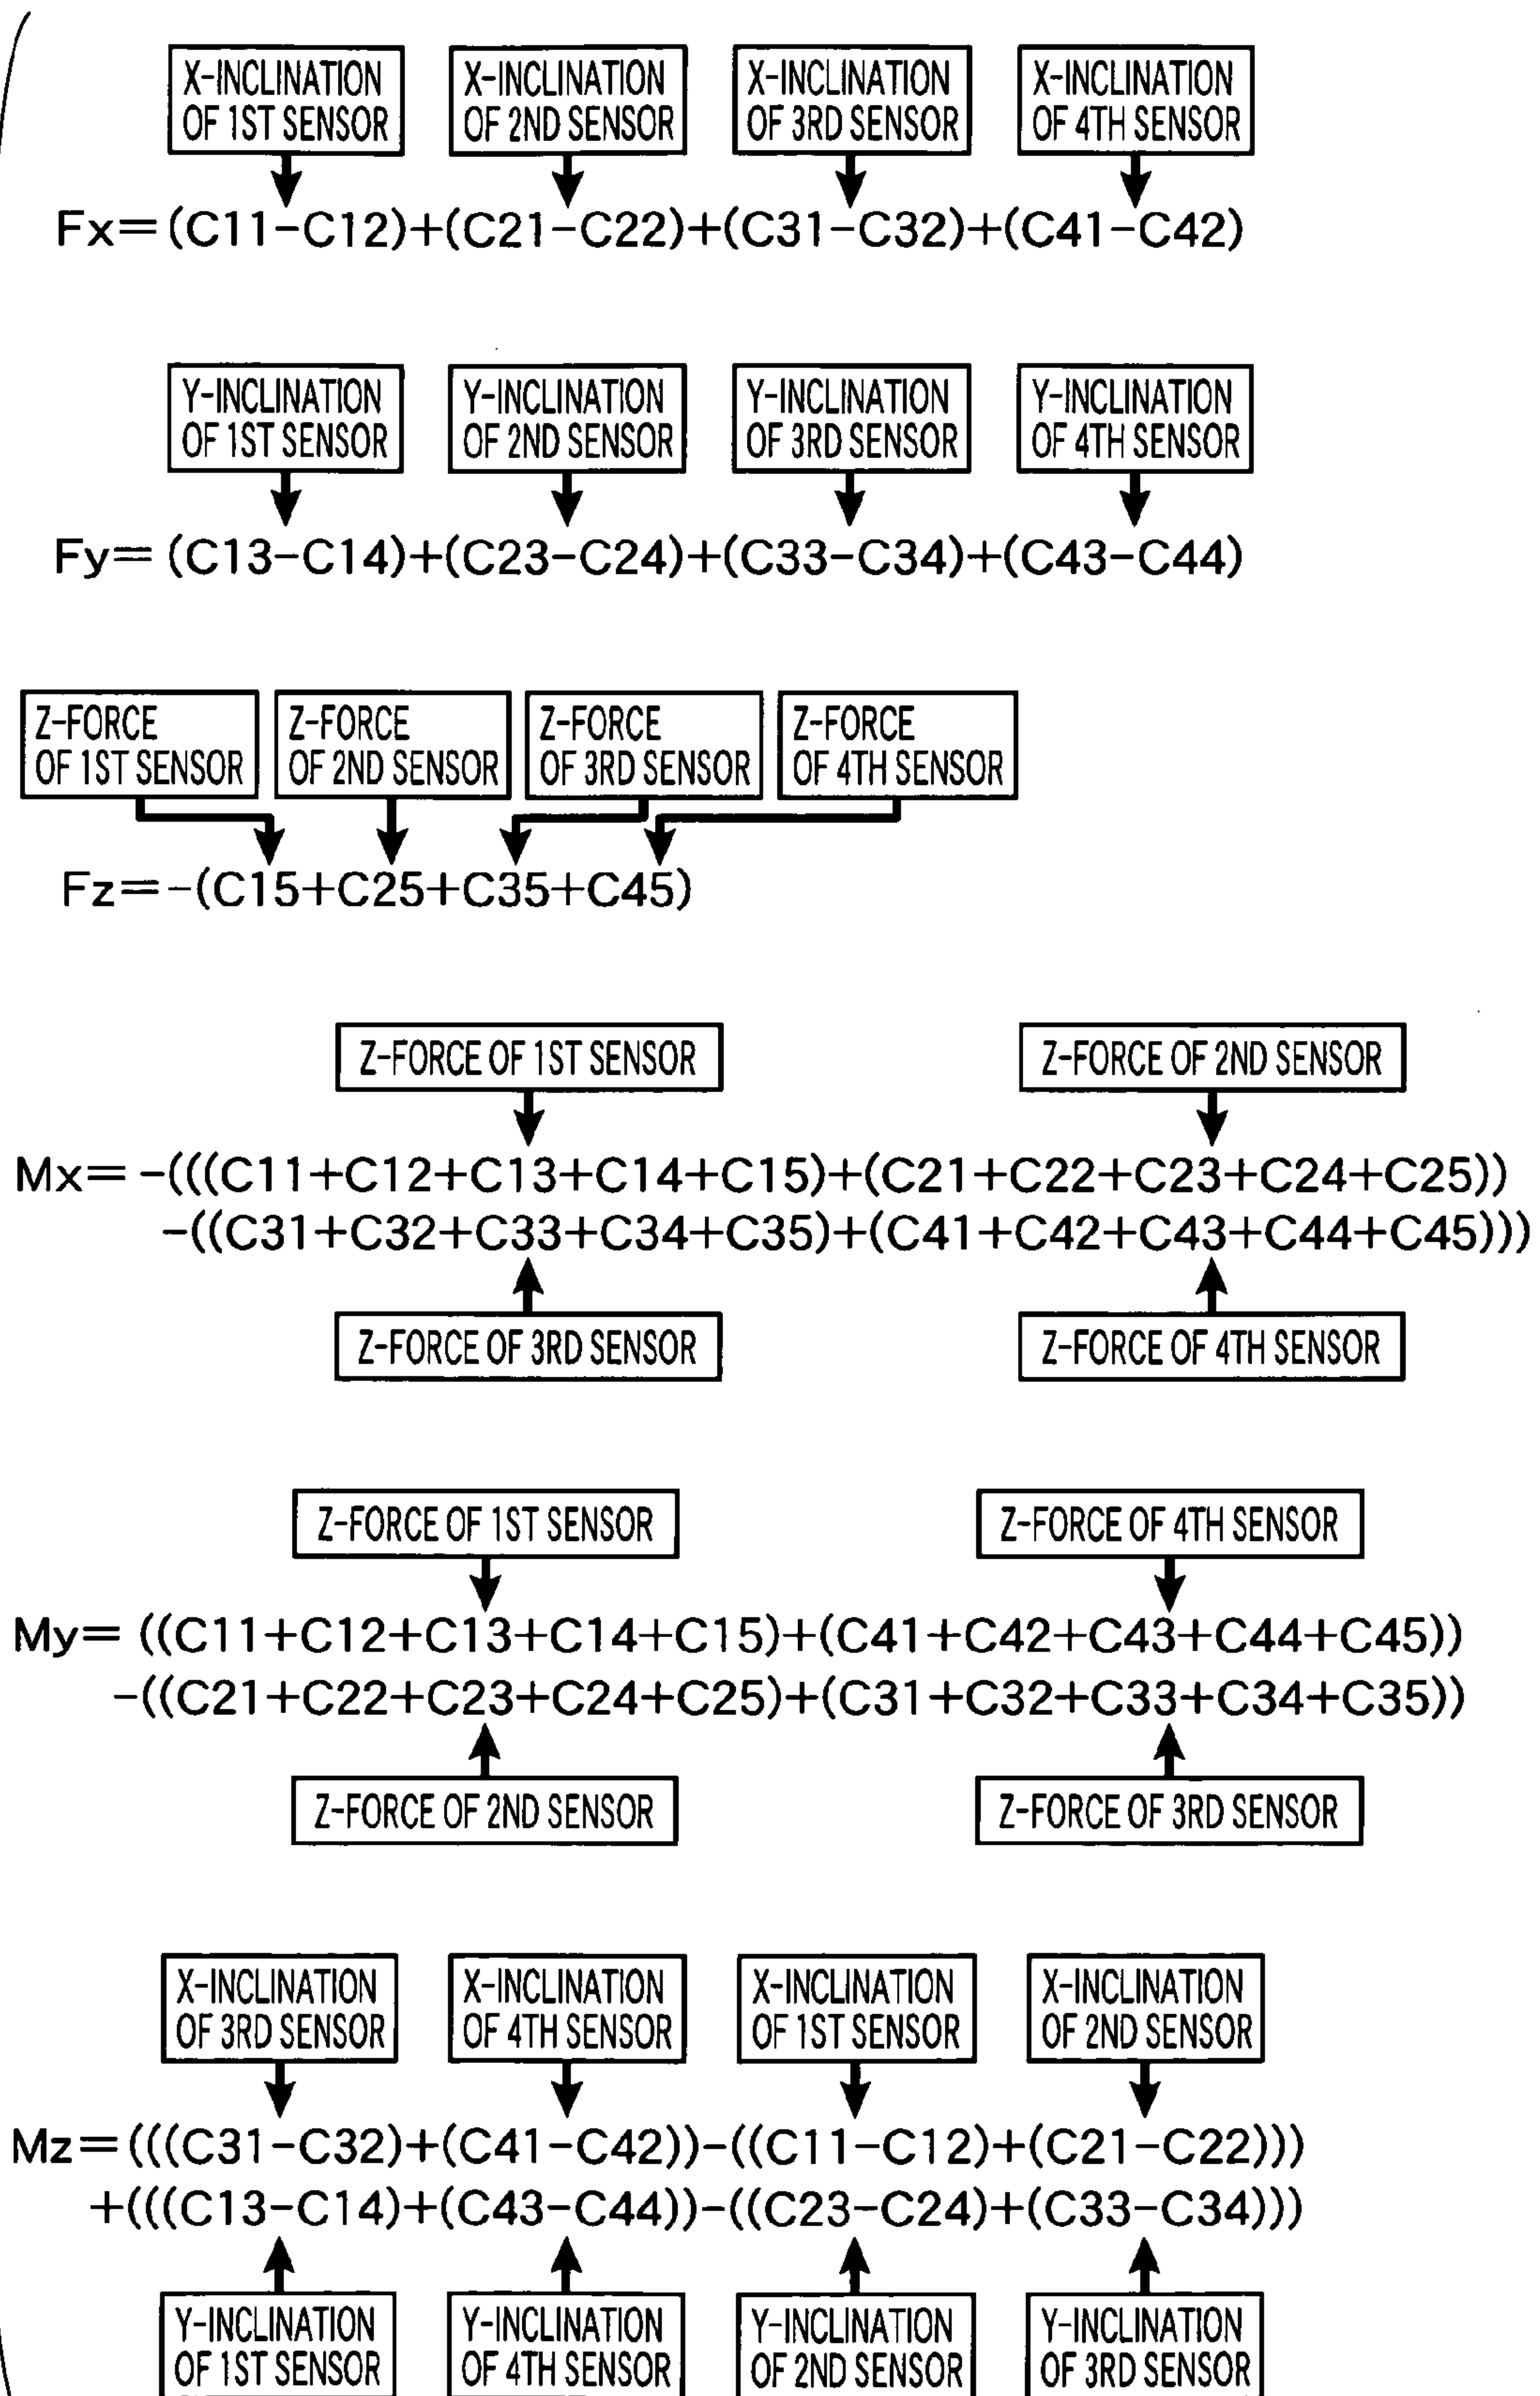 X-INCLINATION
OF 1ST SENSOR
X-INCLINATION
OF 2ND SENSOR
X-INCLINATION
OF 3RD SENSOR
X-INCLINATION
OF 4TH SENSOR
Fx=(C11-C12)+(C21-C22)+(C31-C32)+(C41-C42)
Y-INCLINATION
OF 1ST SENSOR
Y-INCLINATION
OF 2ND SENSOR
Y-INCLINATION
OF 3RD SENSOR
Y-INCLINATION
OF 4TH SENSOR
Fy= (C13-C14)+(C23-C24)+(C33-C34)+(C43-C44)
Z-FORCE
OF 1ST SENSOR
Z-FORCE
OF 2ND SENSOR
Z-FORCE
OF 3RD SENSOR
Z-FORCE
OF 4TH SENSOR
Fz=-(C15+C25+C35+C45)
Z-FORCE OF 1ST SENSOR
Z-FORCE OF 2ND SENSOR
Mx= -(((C11+C12+C13+C14+C15)+(C21+C22+C23+C24+C25))
-((C31+C32+C33+C34+C35)+(C41+C42+C43+C44+C45)))
Z-FORCE OF 3RD SENSOR
Z-FORCE OF 4TH SENSOR
Z-FORCE OF 1ST SENSOR
Z-FORCE OF 4TH SENSOR
My= ((C11+C12+C13+C14+C15)+(C41+C42+C43+C44+C45))
-((C21+C22+C23+C24+C25)+(C31+C32+C33+C34+C35))
Z-FORCE OF 2ND SENSOR
Z-FORCE OF 3RD SENSOR
X-INCLINATION
OF 3RD SENSOR
X-INCLINATION
OF 4TH SENSOR
X-INCLINATION
OF 1ST SENSOR
X-INCLINATION
OF 2ND SENSOR
Mz=(((C31-C32)+(C41-C42))-((C11-C12)+(C21-C22)))
+(((C13-C14)+(C43-C44))-((C23-C24)+(C33-C34)))
Y-INCLINATION
OF 1ST SENSOR
Y-INCLINATION
OF 4TH SENSOR
Y-INCLINATION
OF 2ND SENSOR
Y-INCLINATION
OF 3RD SENSOR